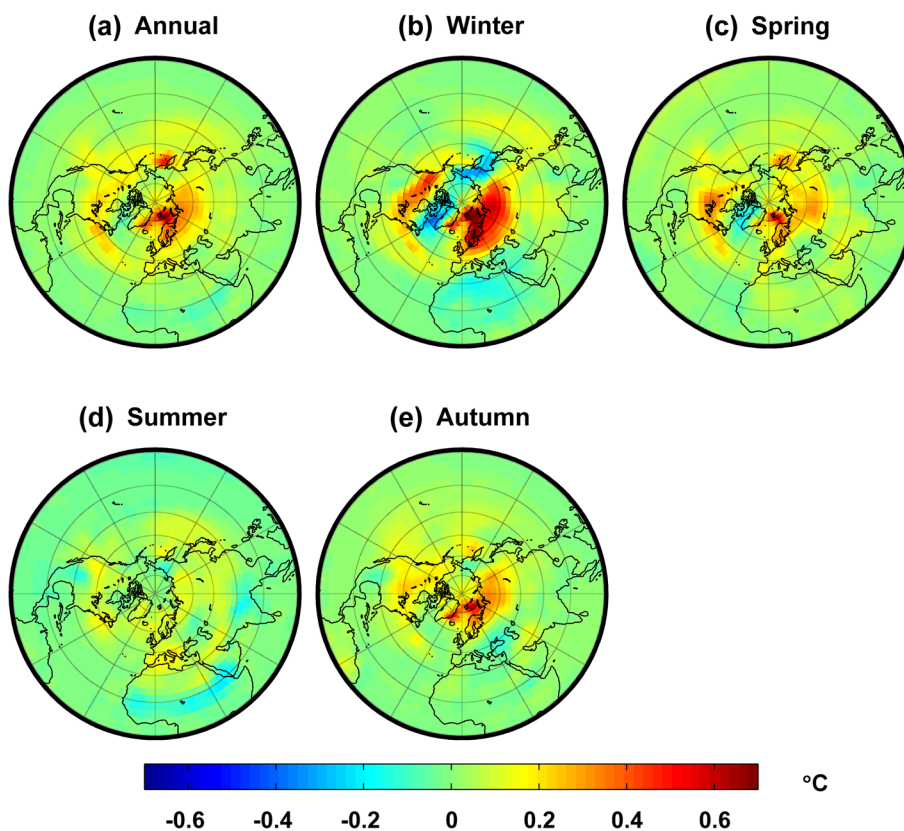 (a) Annual
(b) Winter
(c) Spring
(d) Summer
(e) Autumn
-0.6 -0.4 -0.2 0 0.2 0.4 0.6 °C